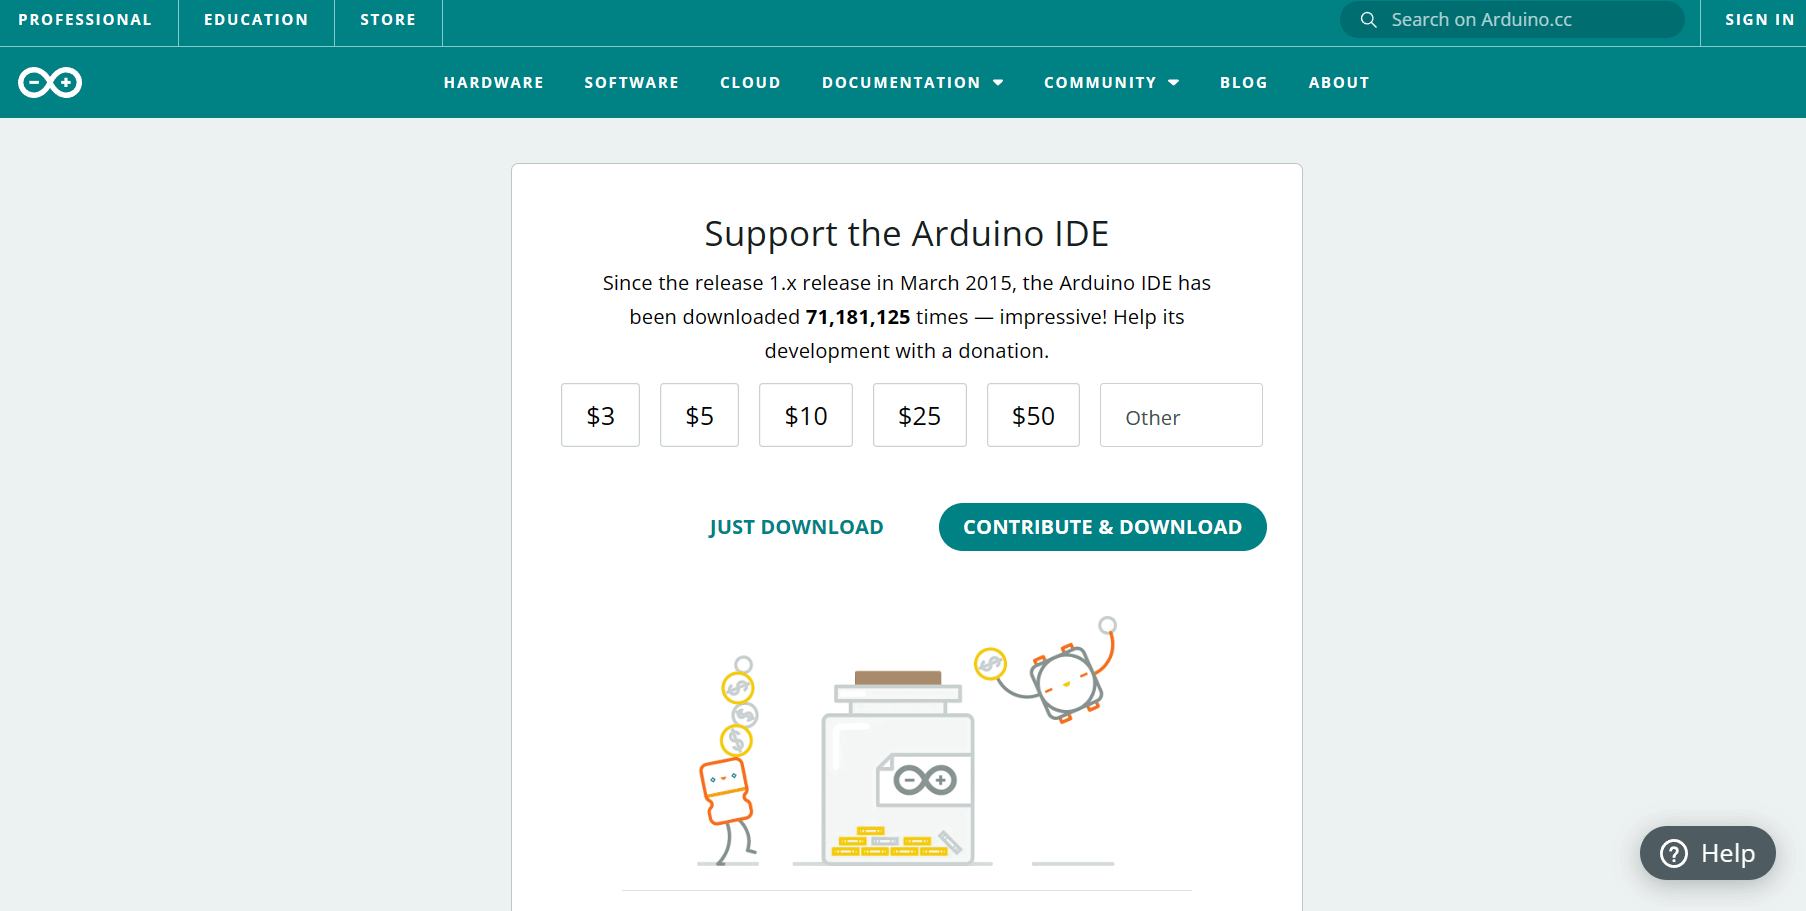 PROFESSIONAL
EDUCATION
STORE
Search on Arduino.cc
SIGN IN
HARDWARE
SOFTWARE
CLOUD
DOCUMENTATION
COMMUNITY
BLOG
ABOUT
Support the Arduino IDE
Since the release 1.x release in March 2015, the Arduino IDE has
been downloaded 71,181,125 times — impressive! Help its
development with a donation.
$3
$5
$10
$25
$50
Other
JUST DOWNLOAD
CONTRIBUTE & DOWNLOAD
$
$
$
$
Help